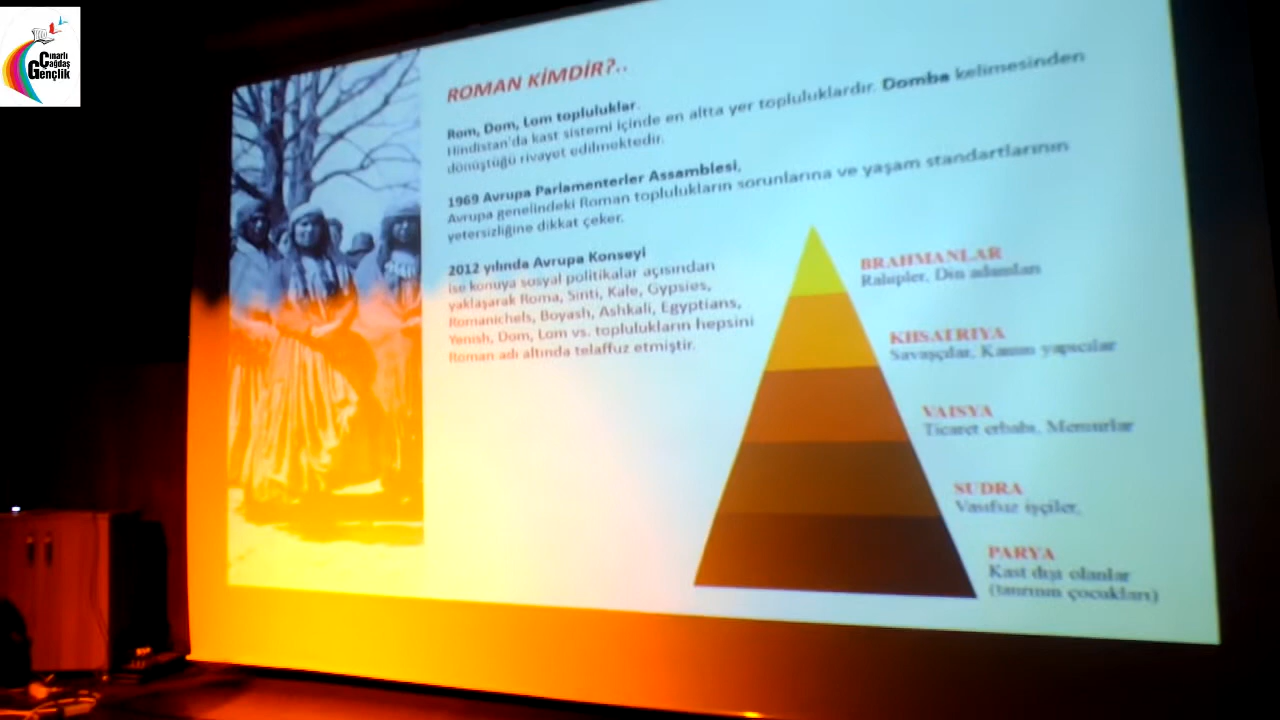 Çınarlı
Çağdaş
Gençlik
ROMAN KİMDİR?..
Rom, Dom, Lom topluluklar.
Hindistan'da kast sistemi içinde en altta yer topluluklardır. Domba kelimesinden
dönüştüğü rivayet edilmektedir.
1969 Avrupa Parlamenterler Assamblesi,
Avrupa genelindeki Roman toplulukların sorunlarına ve yaşam standartlarının
yetersizliğine dikkat çeker.
2012 yılında Avrupa Konseyi
ise konuya sosyal politikalar açısından
yaklaşarak Roma, Sinti, Kale, Gypsies,
Romanichels, Boyash, Ashkali, Egyptians,
Yenish, Dom, Lom vs. toplulukların hepsini
Roman adı altında telaffuz etmiştir.
BRAHMANLAR
Rahipler, Din adamları
KHSATRIYA
Savaşçılar, Kanun yapıcılar
VAISYA
Ticaret erbabı, Memurlar
SUDRA
Vasıfsız işçiler,
PARYA
Kast dışı olanlar
(tanrının çocukları)